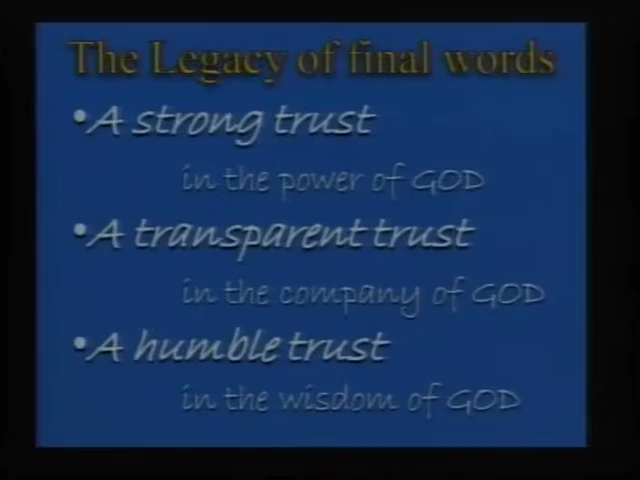 The Legacy of final words
•A strong trust
in the power of GOD
•A transparent trust
in the company of GOD
•A humble trust
in the wisdom of GOD